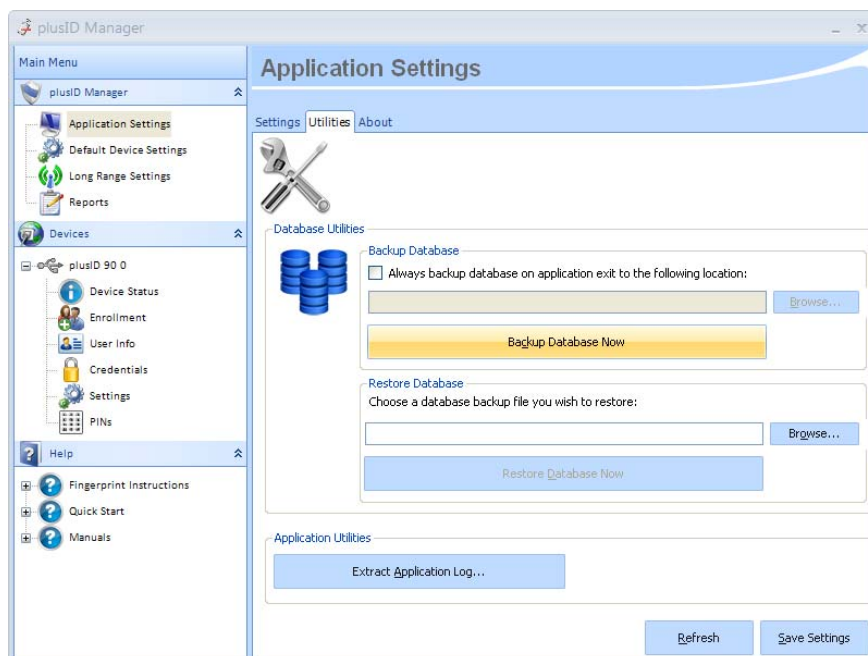 plusID Manager
Main Menu
plusID Manager
Application Settings
Default Device Settings
Long Range Settings
Reports
Devices
plusID 90 0
Device Status
Enrollment
User Info
Credentials
Settings
PINs
Help
Fingerprint Instructions
Quick Start
Manuals
Application Settings
Settings Utilities About
Database Utilities
Backup Database
Always backup database on application exit to the following location:
Browse...
Backup Database Now
Restore Database
Choose a database backup file you wish to restore:
Browse...
Restore Database Now
Application Utilities
Extract Application Log...
Refresh Save Settings